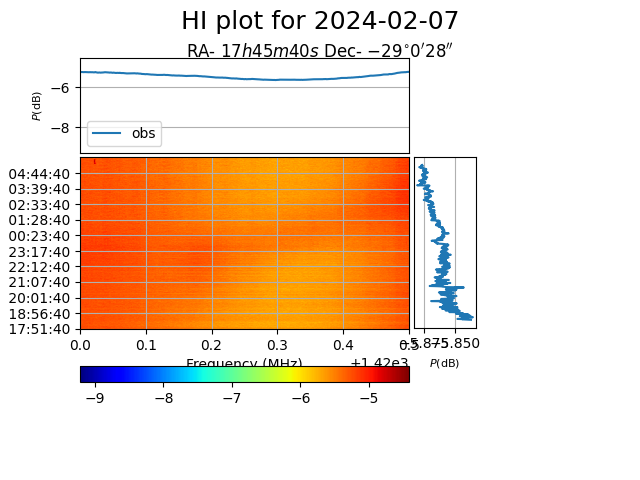 HI plot for 2024-02-07
RA- 17h45m40s Dec- −29°0′28″
P(dB)
−6
−8
obs
04:44:40
03:39:40
02:33:40
01:28:40
00:23:40
23:17:40
22:12:40
21:07:40
20:01:40
18:56:40
17:51:40
0.0 0.1 0.2 0.3 0.4 0.5
Frequency (MHz)
+1.42e3
−5.875 −5.850
P(dB)
−9 −8 −7 −6 −5